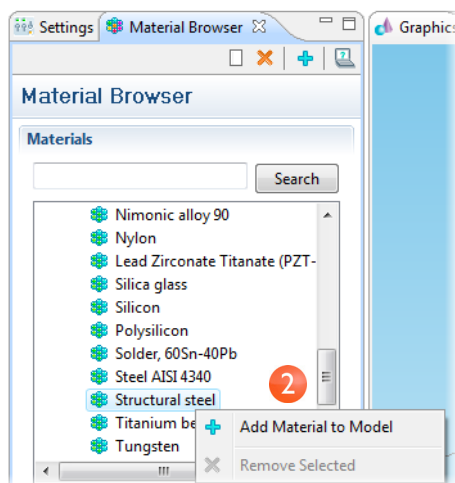 Settings Material Browser Graphic
Material Browser
Materials
Search
Nimonic alloy 90
Nylon
Lead Zirconate Titanate (PZT-
Silica glass
Silicon
Polysilicon
Solder, 60Sn-40Pb
Steel AISI 4340
2
Structural steel
Titanium be
Add Material to Model
Tungsten
Remove Selected